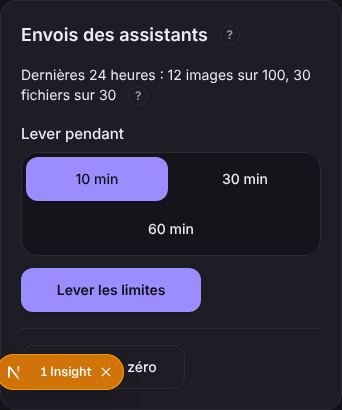 Envois des assistants ?
Dernières 24 heures : 12 images sur 100, 30
fichiers sur 30 ?
Lever pendant
10 min 30 min
60 min
Lever les limites
N 1 Insight ×
zéro